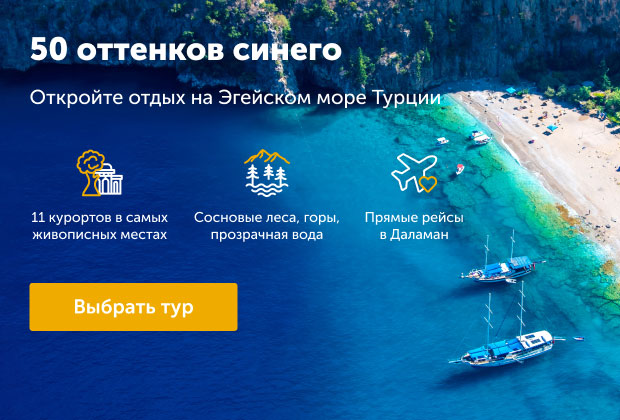 50 оттенков синего
Откройте отдых на Эгейском море Турции
11 курортов в самых
живописных местах
Сосновые леса, горы,
прозрачная вода
Прямые рейсы
в Даламан
Выбрать тур